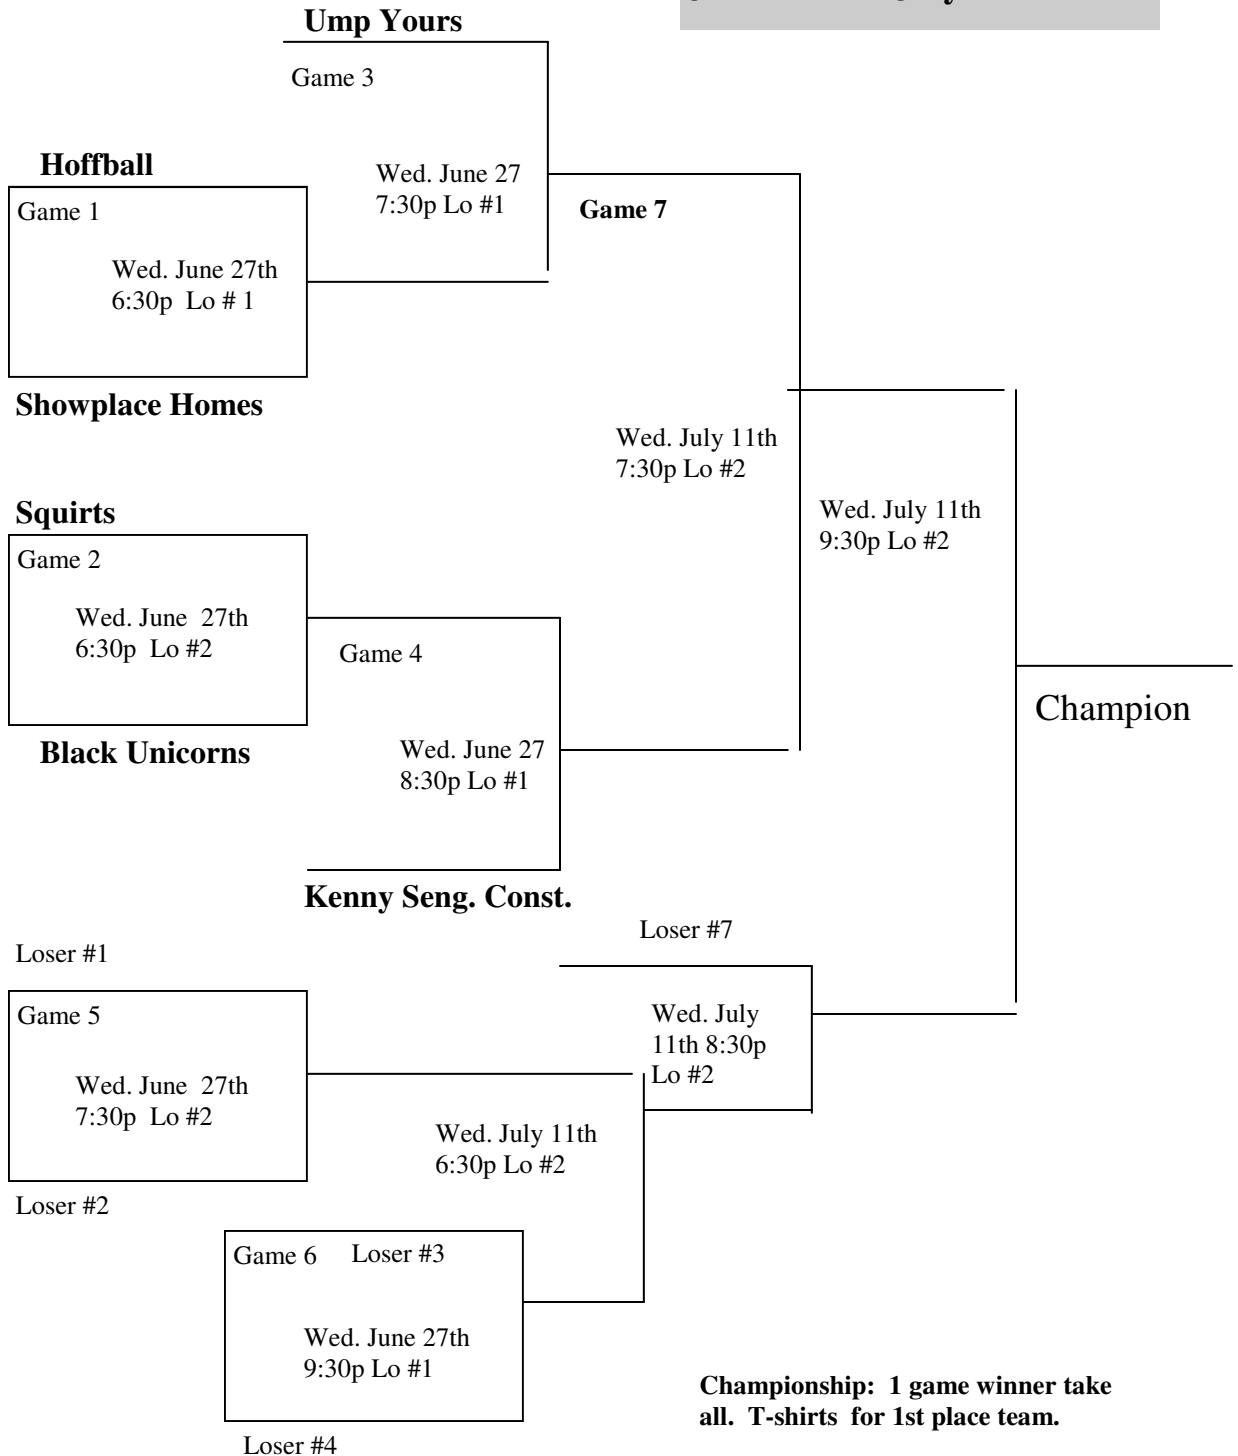 Ump Yours
Game 3
Hoffball
Wed. June 27
7:30p Lo #1
Game 1
Game 7
Wed. June 27th
6:30p  Lo # 1
Showplace Homes
Wed. July 11th
7:30p Lo #2
Squirts
Wed. July 11th
9:30p Lo #2
Game 2
Wed. June  27th
6:30p  Lo #2
Game 4
Champion
Black Unicorns
Wed. June 27
8:30p Lo #1
Kenny Seng. Const.
Loser #7
Loser #1
Game 5
Wed. July
11th 8:30p
Lo #2
Wed. June  27th
7:30p  Lo #2
Wed. July 11th
6:30p Lo #2
Loser #2
Game 6
Loser #3
Wed. June 27th
9:30p Lo #1
Championship:  1 game winner take
all.  T-shirts  for 1st place team.
Loser #4